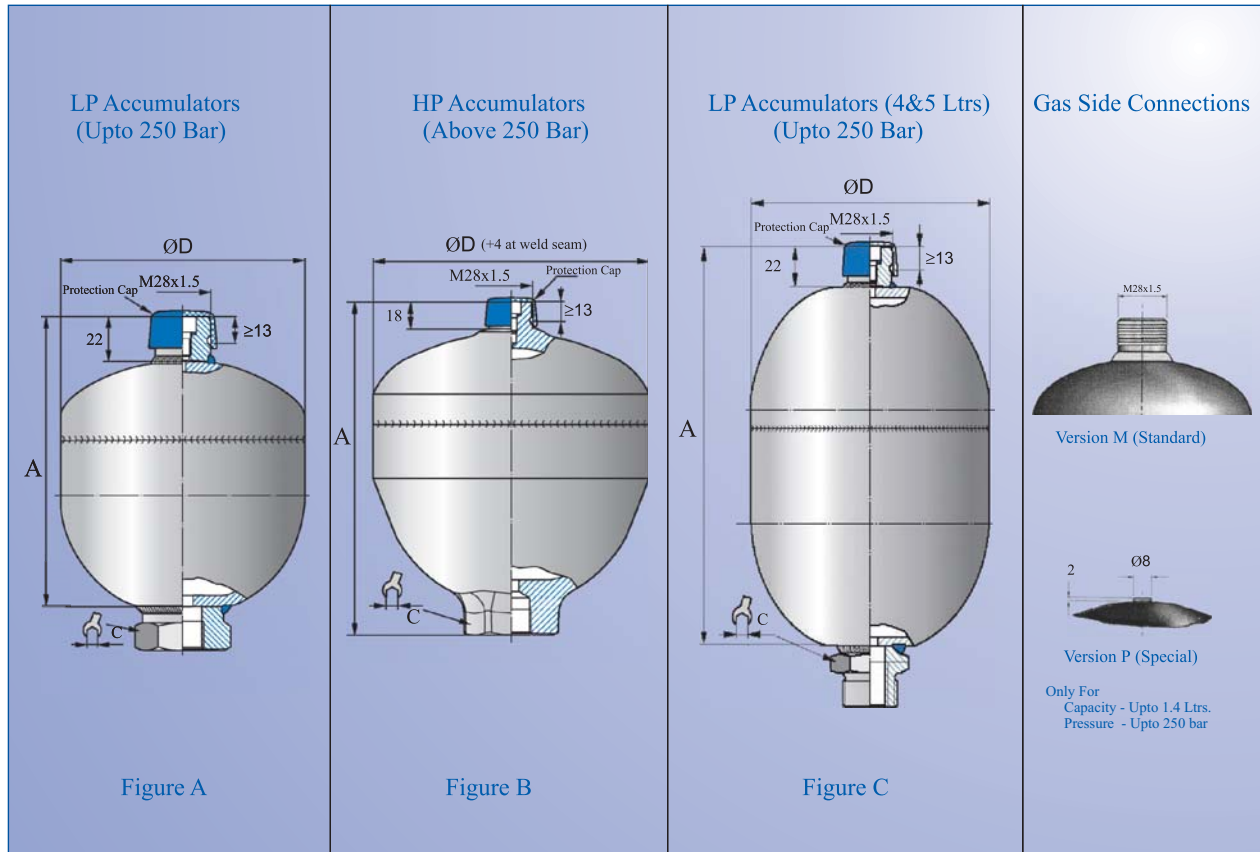 LP Accumulators
(Upto 250 Bar)
ØD
M28x1.5
Protection Cap
22
≥13
A
C
Figure A
HP Accumulators
(Above 250 Bar)
ØD (+4 at weld seam)
M28x1.5
Protection Cap
18
≥13
A
C
Figure B
LP Accumulators (4&5 Ltrs)
(Upto 250 Bar)
ØD
M28x1.5
Protection Cap
22
≥13
A
C
Figure C
Gas Side Connections
M28x1.5
Version M (Standard)
Ø8
2
Version P (Special)
Only For
Capacity - Upto 1.4 Ltrs.
Pressure - Upto 250 bar